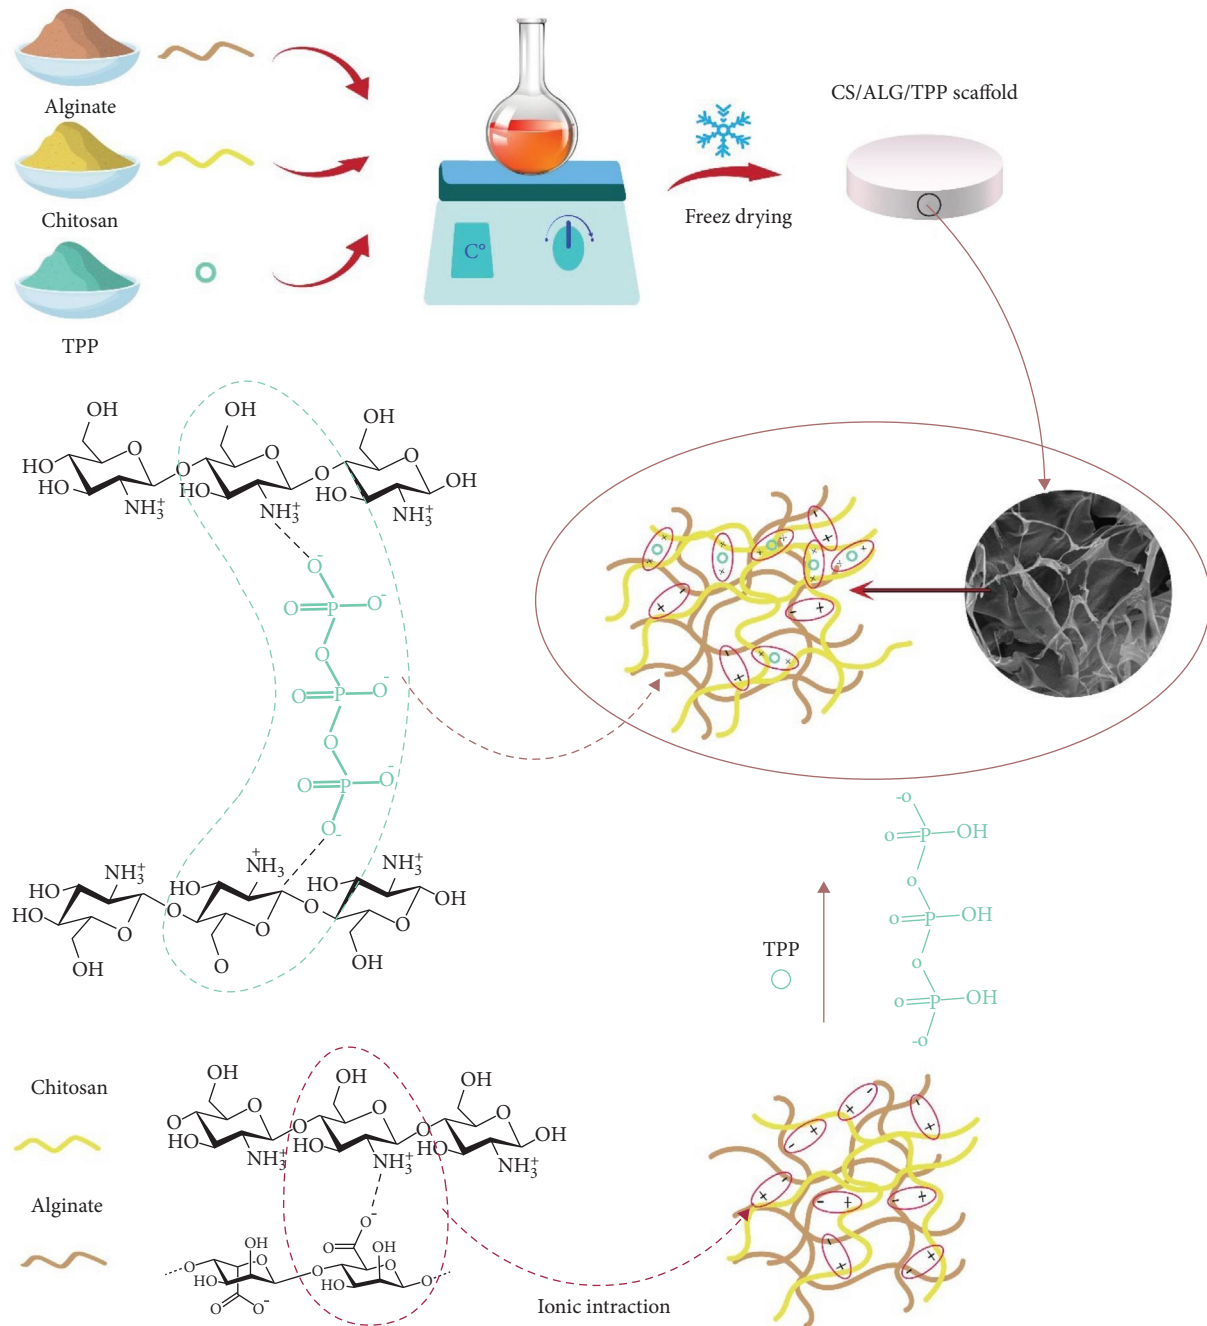 Alginate
Chitosan
TPP
C°
Freez drying
CS/ALG/TPP scaffold
OH
OH
OH
O
O
O
HO
HO
O
HO
O
HO
OH
NH3+
NH3+
NH3+
O-
O=P-O-
O
O=P-O-
O
O=P-O-
O-
NH3+
NH3+
NH3+
HO
HO
HO
HO
O
O
OH
O
O
O
OH
O
OH
-o
o=P-OH
o
o=P-OH
o
o=P-OH
-o
TPP
Chitosan
Alginate
OH
OH
OH
O
O
O
O
HO
O
HO
O
HO
OH
NH3+
NH3+
NH3+
O-
O
OH
O
O
OH
O
HO
O
HO
O
O
O-
Ionic intraction